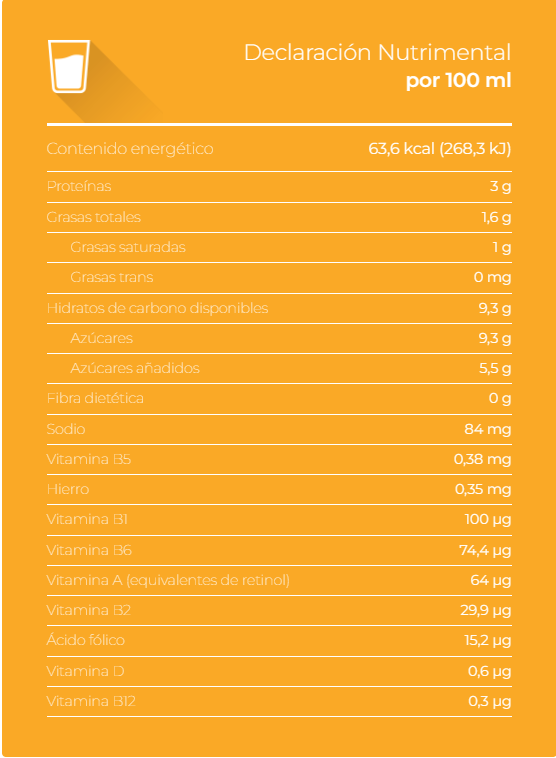 Declaración Nutrimental
por 100 ml
Contenido energético 63,6 kcal (268,3 kJ)
Proteínas 3 g
Grasas totales 1,6 g
Grasas saturadas 1 g
Grasas trans 0 mg
Hidratos de carbono disponibles 9,3 g
Azúcares 9,3 g
Azúcares añadidos 5,5 g
Fibra dietética 0 g
Sodio 84 mg
Vitamina B5 0,38 mg
Hierro 0,35 mg
Vitamina B1 100 µg
Vitamina B6 74,4 µg
Vitamina A (equivalentes de retinol) 64 µg
Vitamina B2 29,9 µg
Ácido fólico 15,2 µg
Vitamina D 0,6 µg
Vitamina B12 0,3 µg